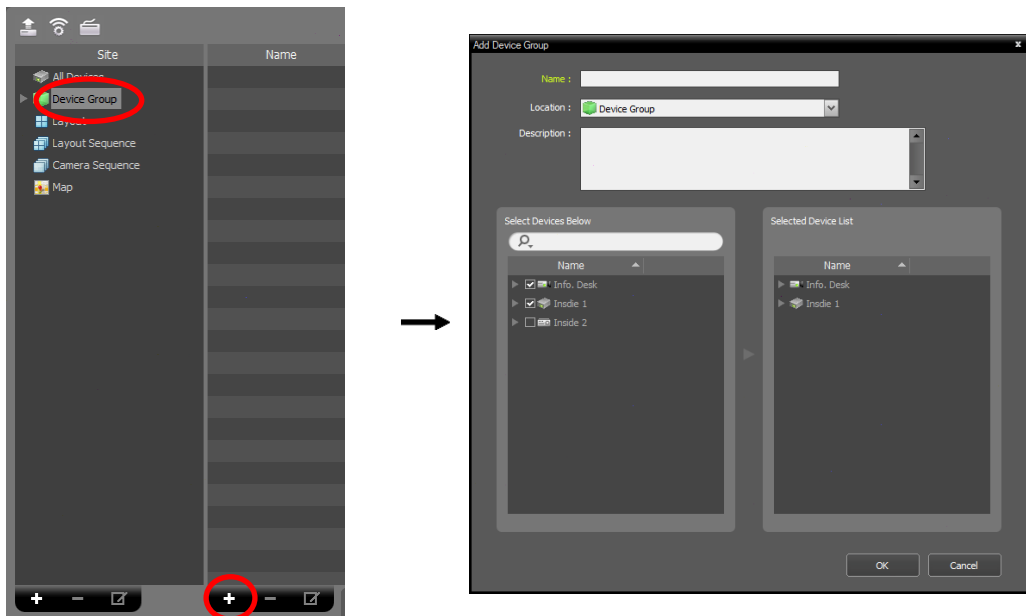 Site
Name
All Devices
Device Group
Layout
Layout Sequence
Camera Sequence
Map
Add Device Group
x
Name :
Location :
Device Group
Description :
Select Devices Below
Selected Device List
Name
Name
Info. Desk
Info. Desk
Insdie 1
Insdie 1
Inside 2
OK
Cancel